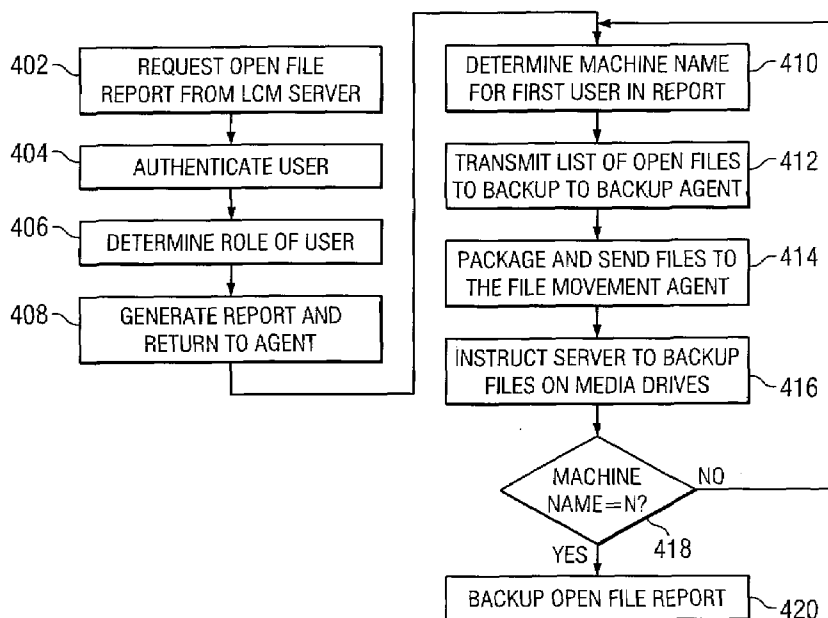 402
REQUEST OPEN FILE
REPORT FROM LCM SERVER
404
AUTHENTICATE USER
406
DETERMINE ROLE OF USER
408
GENERATE REPORT AND
RETURN TO AGENT
DETERMINE MACHINE NAME
FOR FIRST USER IN REPORT
410
TRANSMIT LIST OF OPEN FILES
TO BACKUP TO BACKUP AGENT
412
PACKAGE AND SEND FILES TO
THE FILE MOVEMENT AGENT
414
INSTRUCT SERVER TO BACKUP
FILES ON MEDIA DRIVES
416
MACHINE
NAME=N?
NO
418
YES
BACKUP OPEN FILE REPORT
420